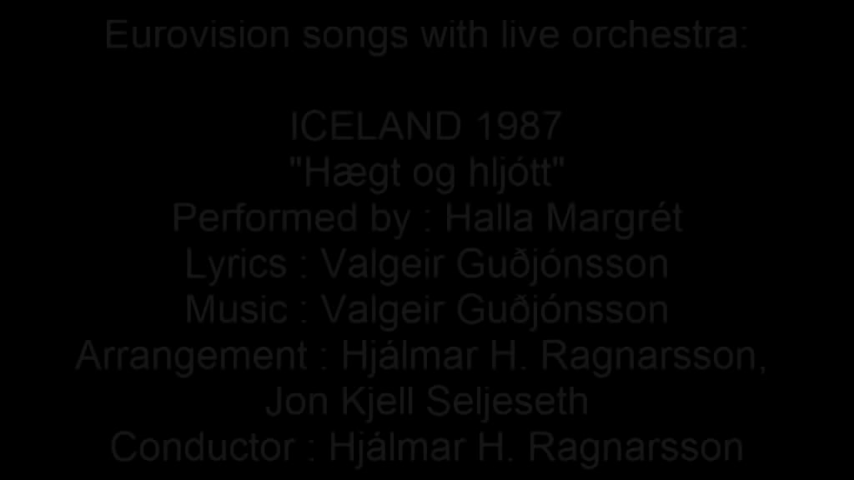 Eurovision songs with live orchestra:
ICELAND 1987
"Hægt og hljótt"
Performed by : Halla Margrét
Lyrics : Valgeir Guðjónsson
Music : Valgeir Guðjónsson
Arrangement : Hjálmar H. Ragnarsson,
Jon Kjell Seljeseth
Conductor : Hjálmar H. Ragnarsson